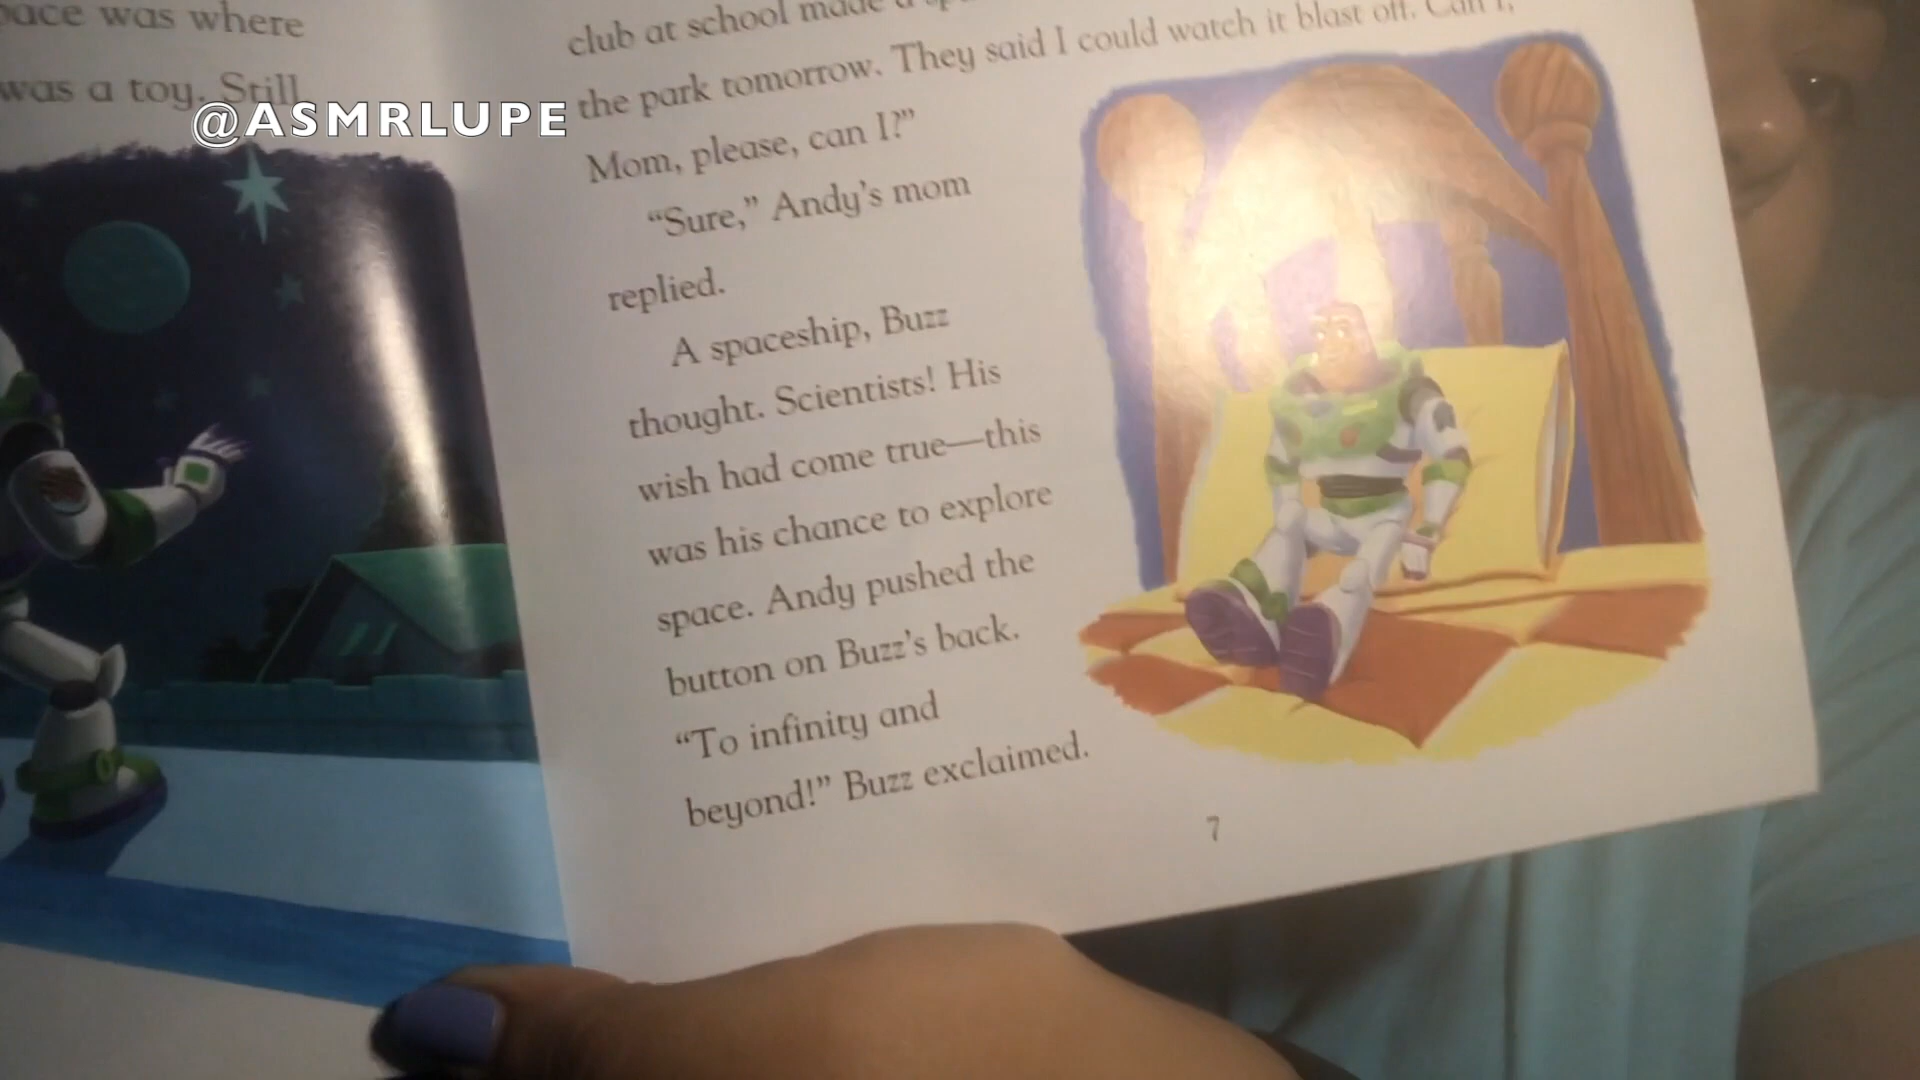 pace was where
was a toy. Still
@ASMRLUPE
club at school made a
the park tomorrow. They said I could watch it blast off. Can I,
Mom, please, can I?”
“Sure,” Andy’s mom
replied.
A spaceship, Buzz
thought. Scientists! His
wish had come true—this
was his chance to explore
space. Andy pushed the
button on Buzz’s back.
“To infinity and
beyond!” Buzz exclaimed.
7